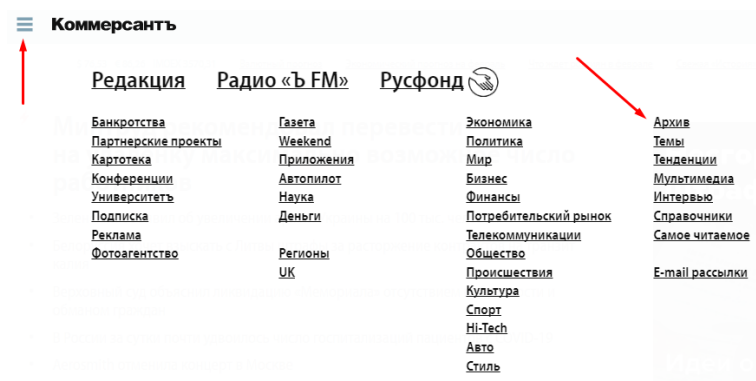 Коммерсантъ
Редакция Радио «Ъ FM» Русфонд
Банкротства
Партнерские проекты
Картотека
Конференции
Университетъ
Подписка
Реклама
Фотоагентство
Газета
Weekend
Приложения
Автопилот
Наука
Деньги
Регионы
UK
Экономика
Политика
Мир
Бизнес
Финансы
Потребительский рынок
Телекоммуникации
Общество
Происшествия
Культура
Спорт
Hi-Tech
Авто
Стиль
Архив
Темы
Тенденции
Мультимедиа
Интервью
Справочники
Самое читаемое
E-mail рассылки